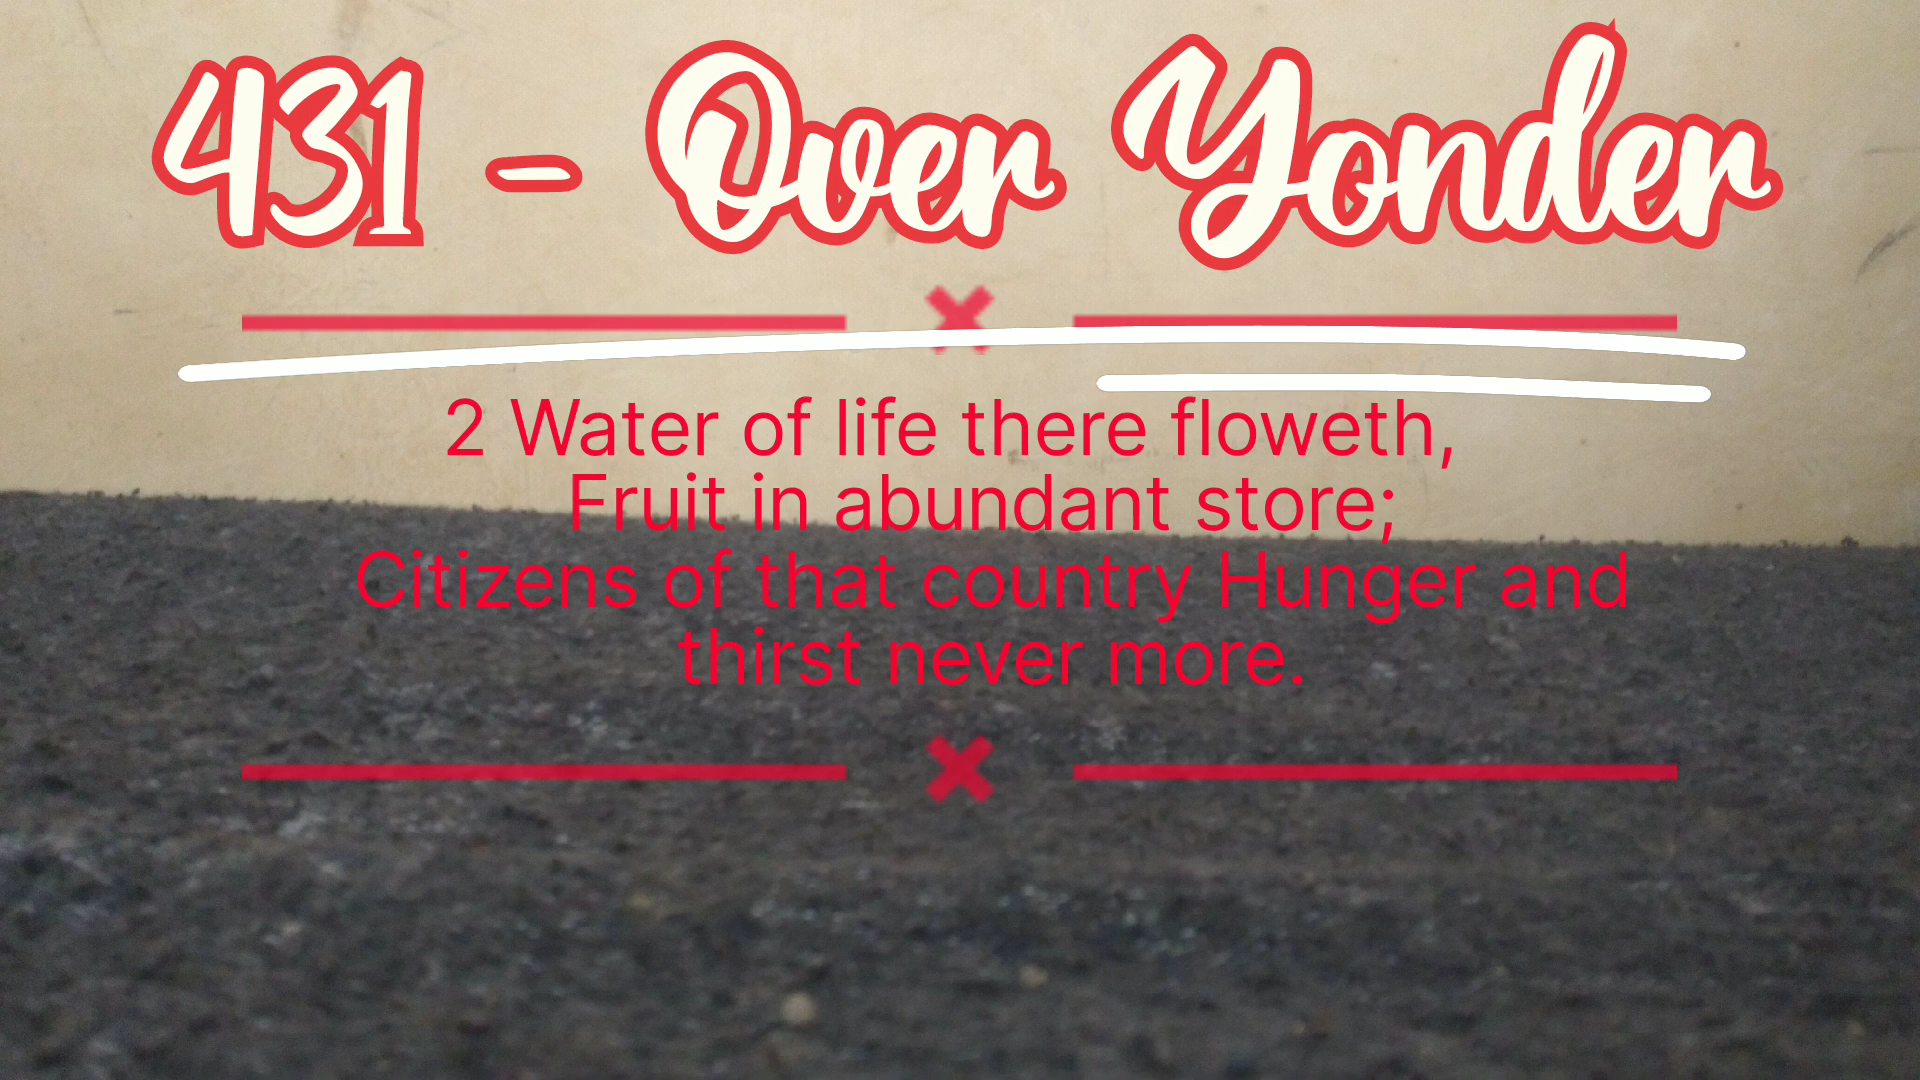 431 - Over Yonder
2 Water of life there floweth,
Fruit in abundant store;
Citizens of that country Hunger and
thirst never more.